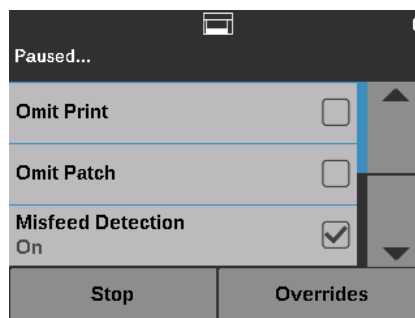 Paused...
Omit Print
Omit Patch
Misfeed Detection
On
Stop
Overrides